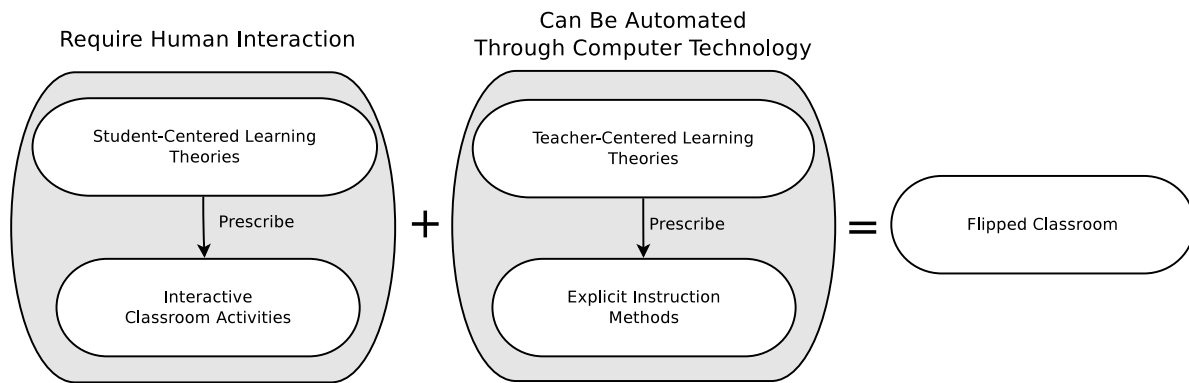 Require Human Interaction
Can Be Automated
Through Computer Technology
Student-Centered Learning
Theories
Prescribe
Interactive
Classroom Activities
+
Teacher-Centered Learning
Theories
Prescribe
Explicit Instruction
Methods
=
Flipped Classroom